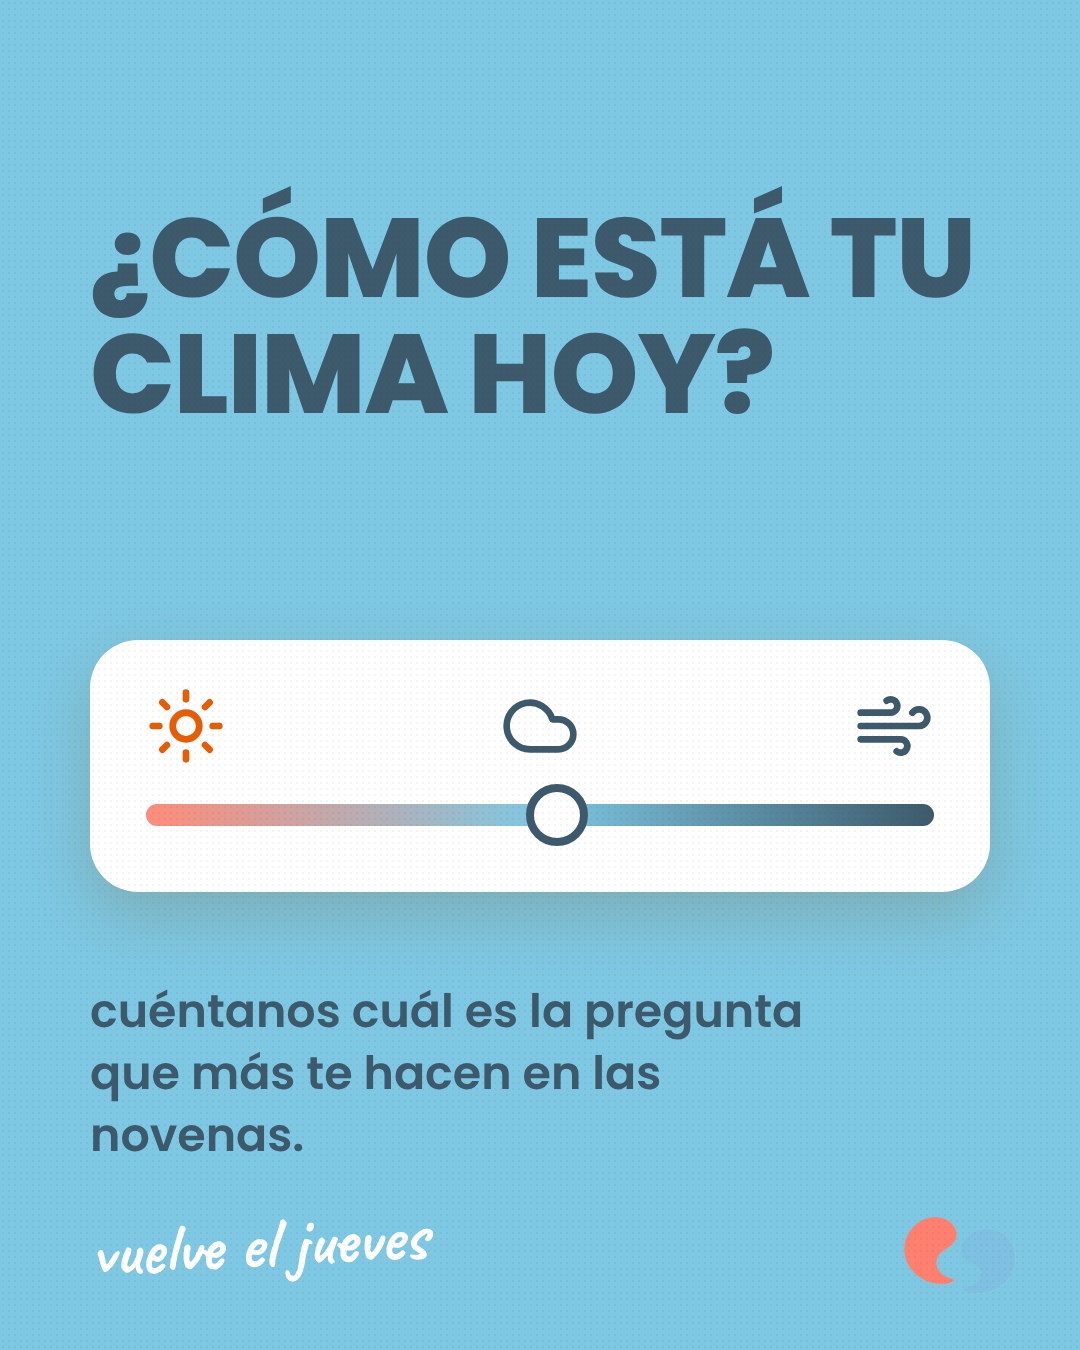 ¿CÓMO ESTÁ TU
CLIMA HOY?
cuéntanos cuál es la pregunta
que más te hacen en las
novenas.
vuelve el jueves